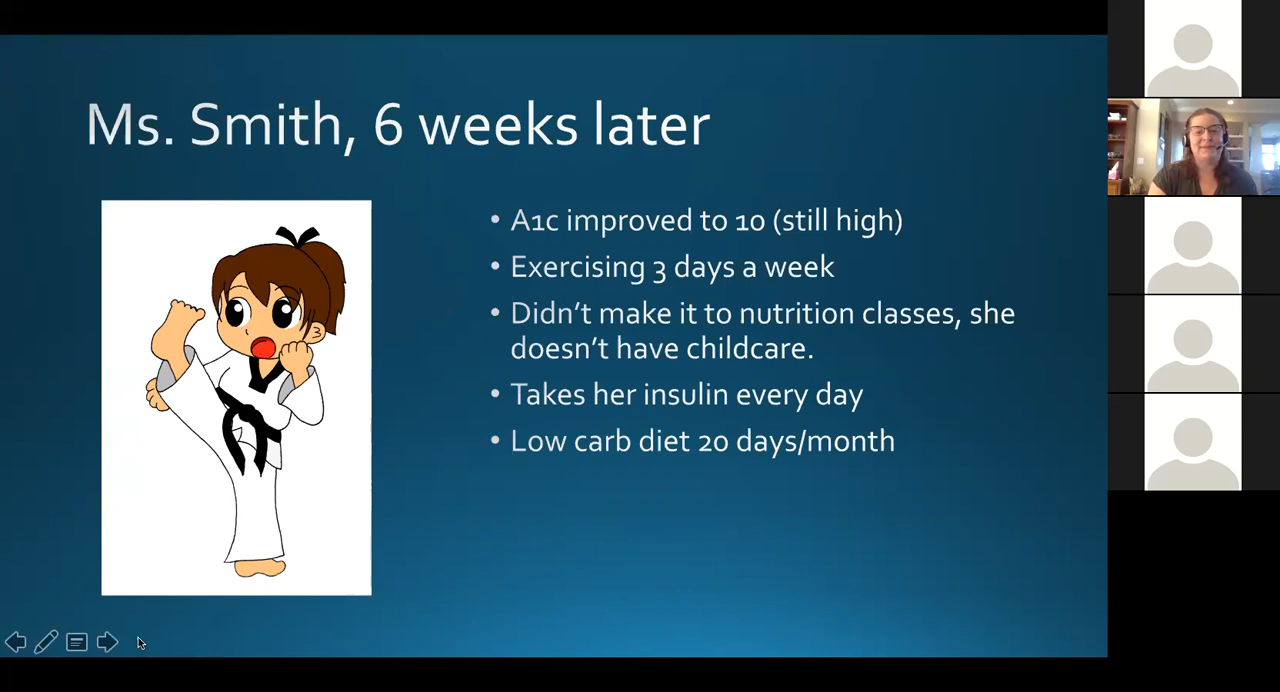 Ms. Smith, 6 weeks later
• A1c improved to 10 (still high)
• Exercising 3 days a week
• Didn't make it to nutrition classes, she
doesn't have childcare.
• Takes her insulin every day
• Low carb diet 20 days/month